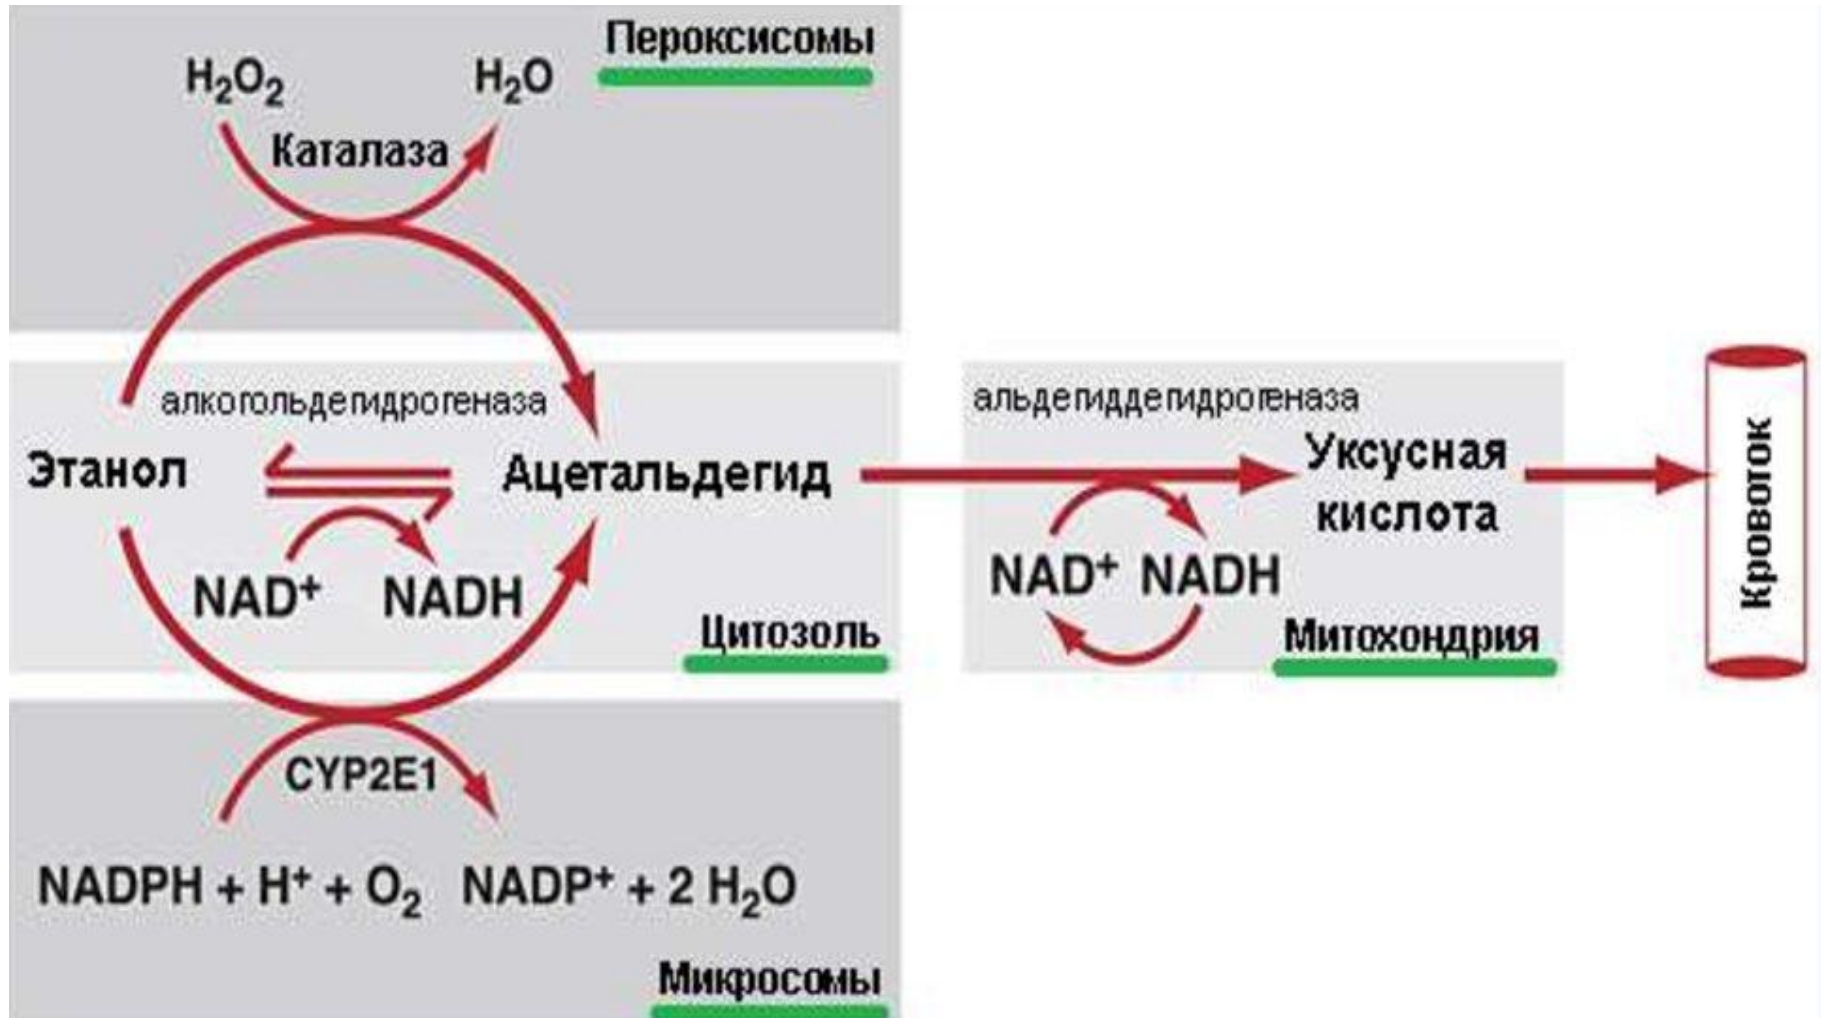 Пероксисомы
H₂O₂
H₂O
Каталаза
алкогольдегидрогеназа
Этанол
Ацетальдегид
NAD⁺
NADH
Цитозоль
CYP2E1
NADPH + H⁺ + O₂
NADP⁺ + 2 H₂O
Микросомы
альдегиддегидрогеназа
Уксусная
кислота
NAD⁺
NADH
Митохондрия
Кровоток